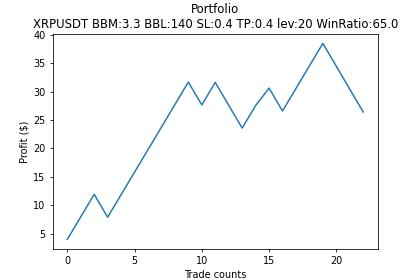 Portfolio
XRPUSDT BBM:3.3 BBL:140 SL:0.4 TP:0.4 lev:20 WinRatio:65.0
40
35
30
25
20
15
10
5
Profit ($)
0 5 10 15 20
Trade counts